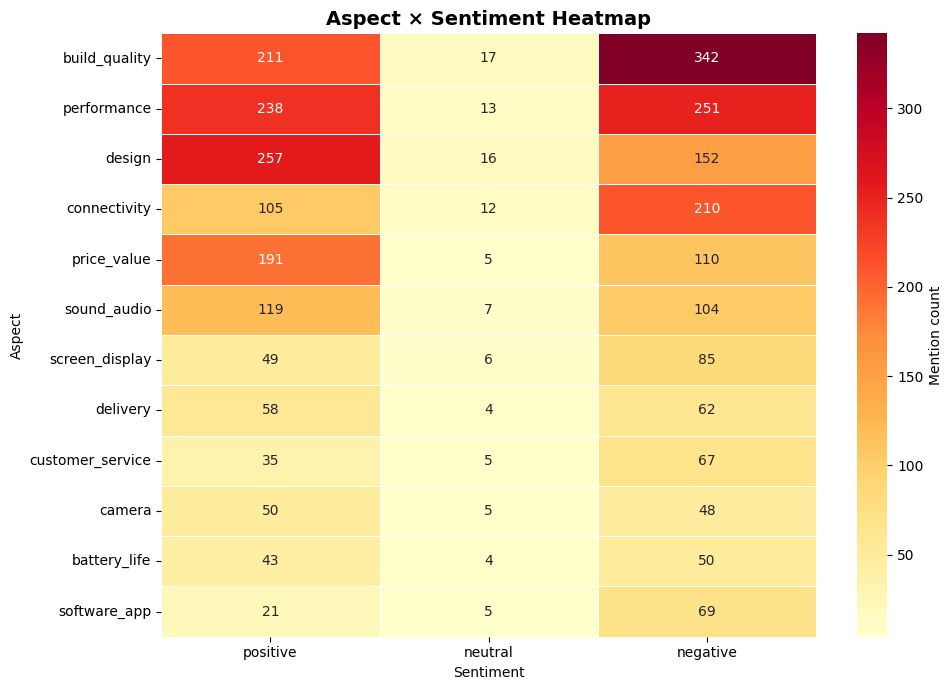 Aspect × Sentiment Heatmap
Aspect
build_quality 211 17 342
performance 238 13 251
design 257 16 152
connectivity 105 12 210
price_value 191 5 110
sound_audio 119 7 104
screen_display 49 6 85
delivery 58 4 62
customer_service 35 5 67
camera 50 5 48
battery_life 43 4 50
software_app 21 5 69
positive neutral negative
Sentiment
300
250
200
150
100
50
Mention count